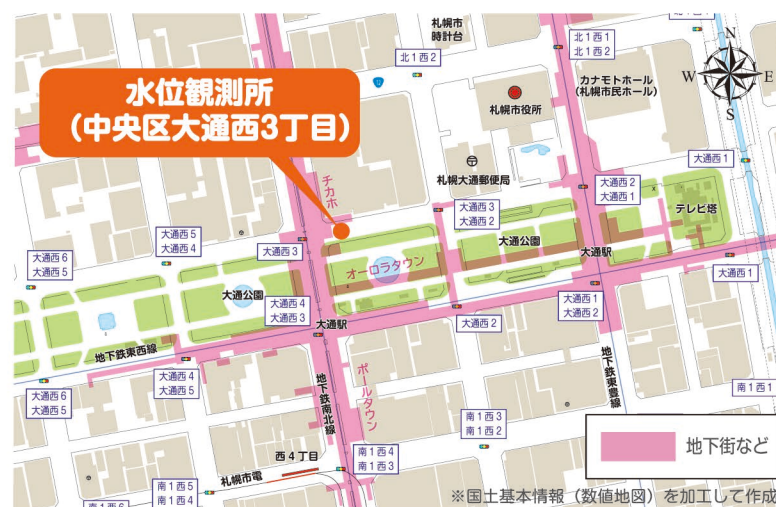 札幌市
時計台
北1西2
北1西1
北1西2
カナモトホール
(札幌市民ホール)
N
W
E
S
水位観測所
(中央区大通西3丁目)
札幌市役所
札幌大通郵便局
チカホ
大通西1
大通西2
大通西1
大通西3
大通西2
テレビ塔
大通西5
大通西4
大通西3
大通公園
大通駅
大通西6
大通西5
オーロラタウン
大通西1
大通公園
大通西4
大通西3
大通西1
大通西2
大通西2
大通駅
地下鉄東西線
大通西4
大通西5
大通西6
大通西5
ポールタウン
地下鉄南北線
地下鉄東豊線
南1西1
南1西3
南1西2
地下街など
西4丁目
南1西4
南1西3
札幌市電
南1西5
南1西4
南1西6
※国土基本情報(数値地図)を加工して作成